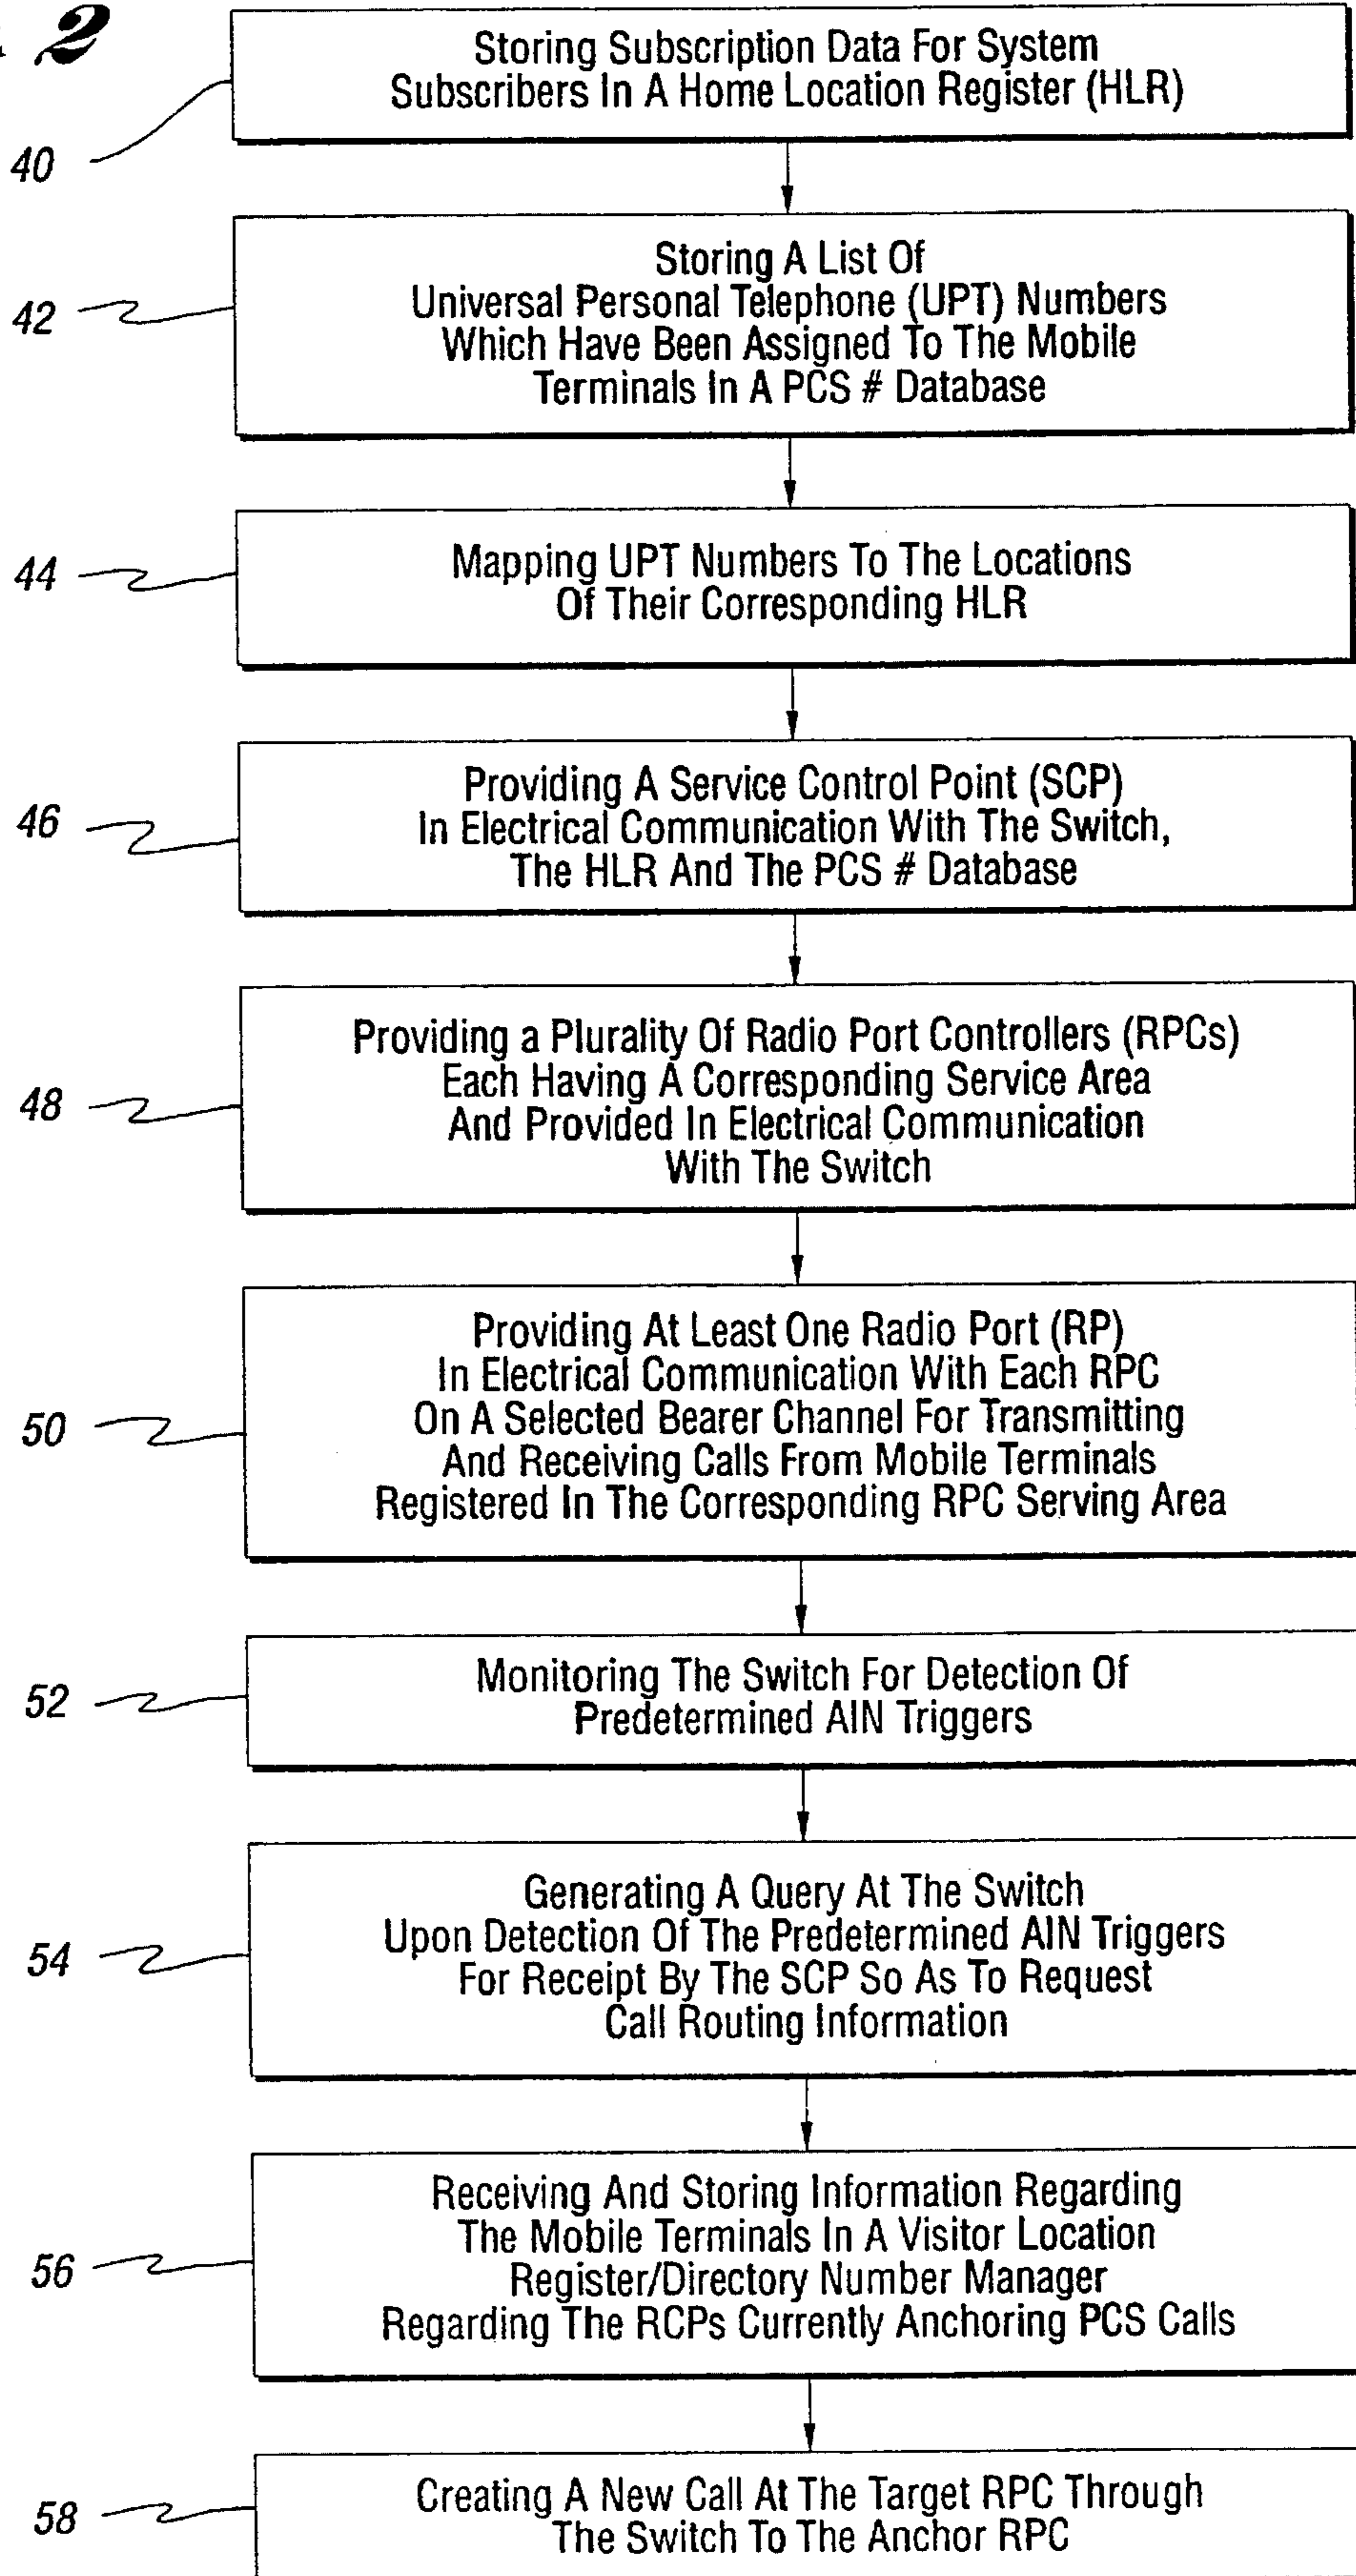 2
Storing Subscription Data For System
Subscribers In A Home Location Register (HLR)
40
Storing A List Of
Universal Personal Telephone (UPT) Numbers
Which Have Been Assigned To The Mobile
Terminals In A PCS # Database
42
Mapping UPT Numbers To The Locations
Of Their Corresponding HLR
44
Providing A Service Control Point (SCP)
In Electrical Communication With The Switch,
The HLR And The PCS # Database
46
Providing a Plurality Of Radio Port Controllers (RPCs)
Each Having A Corresponding Service Area
And Provided In Electrical Communication
With The Switch
48
Providing At Least One Radio Port (RP)
In Electrical Communication With Each RPC
On A Selected Bearer Channel For Transmitting
And Receiving Calls From Mobile Terminals
Registered In The Corresponding RPC Serving Area
50
Monitoring The Switch For Detection Of
Predetermined AIN Triggers
52
Generating A Query At The Switch
Upon Detection Of The Predetermined AIN Triggers
For Receipt By The SCP So As To Request
Call Routing Information
54
Receiving And Storing Information Regarding
The Mobile Terminals In A Visitor Location
Register/Directory Number Manager
Regarding The RCPs Currently Anchoring PCS Calls
56
Creating A New Call At The Target RPC Through
The Switch To The Anchor RPC
58